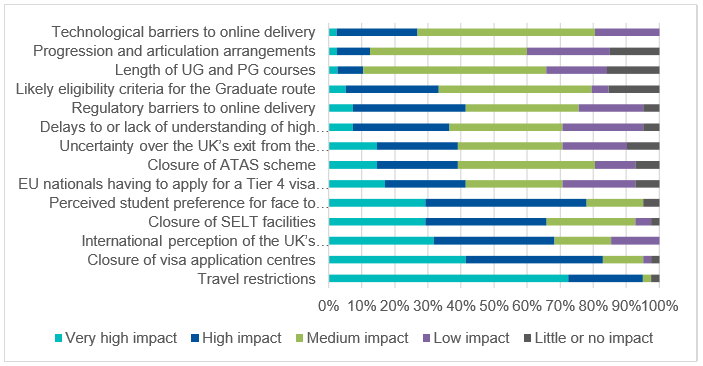 Technological barriers to online delivery
Progression and articulation arrangements
Length of UG and PG courses
Likely eligibility criteria for the Graduate route
Regulatory barriers to online delivery
Delays to or lack of understanding of high…
Uncertainty over the UK's exit from the…
Closure of ATAS scheme
EU nationals having to apply for a Tier 4 visa…
Perceived student preference for face to…
Closure of SELT facilities
International perception of the UK's…
Closure of visa application centres
Travel restrictions
0% 10% 20% 30% 40% 50% 60% 70% 80% 90% 100%
Very high impact High impact Medium impact Low impact Little or no impact